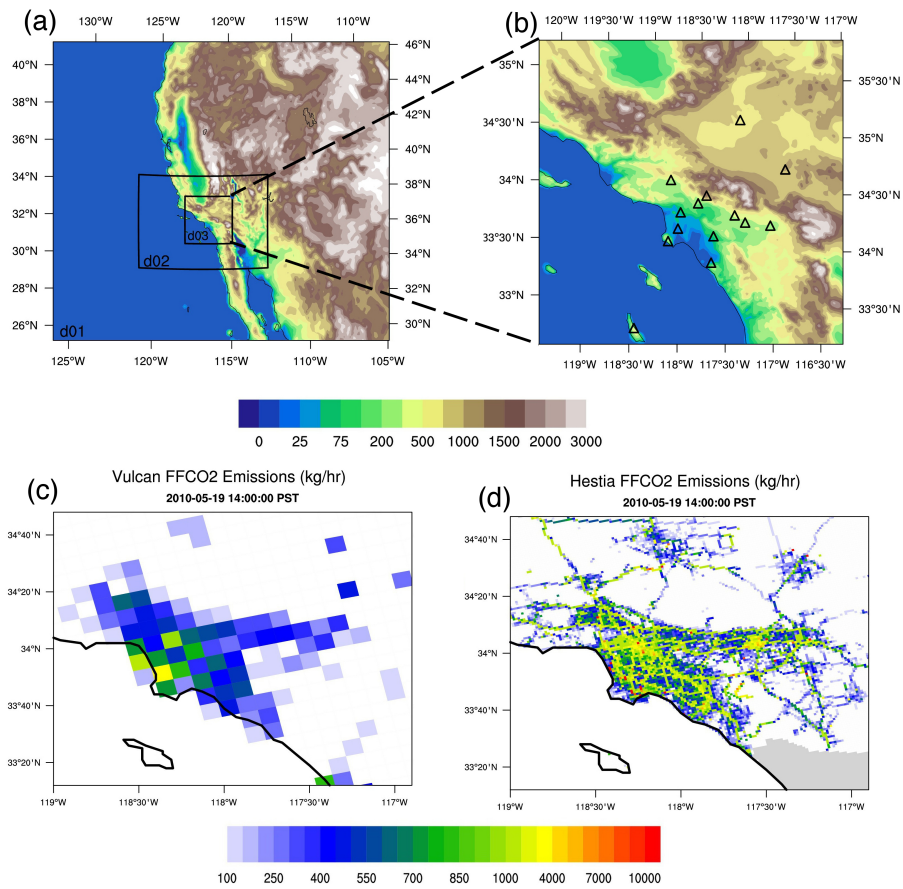 (a)
130°W 120°W 110°W
40°N
38°N
36°N
34°N
32°N
30°N
28°N
26°N
46°N
44°N
42°N
40°N
38°N
36°N
34°N
32°N
30°N
d03
d02
d01
125°W 120°W 115°W 110°W 105°W
(b)
120°W 119°30'W 119°W 118°30'W 118°W 117°30'W 117°W
35°N
34°30'N
34°N
33°30'N
33°N
35°30'N
35°N
34°30'N
34°N
33°30'N
119°W 118°30'W 118°W 117°30'W 117°W 116°30'W
0 25 75 200 500 1000 1500 2000 3000
(c)
Vulcan FFCO2 Emissions (kg/hr)
2010-05-19 14:00:00 PST
34°40'N
34°20'N
34°N
33°40'N
33°20'N
119°W 118°30'W 118°W 117°30'W 117°W
(d)
Hestia FFCO2 Emissions (kg/hr)
2010-05-19 14:00:00 PST
34°40'N
34°20'N
34°N
33°40'N
33°20'N
119°W 118°30'W 118°W 117°30'W 117°W
100 250 400 550 700 850 1000 4000 7000 10000